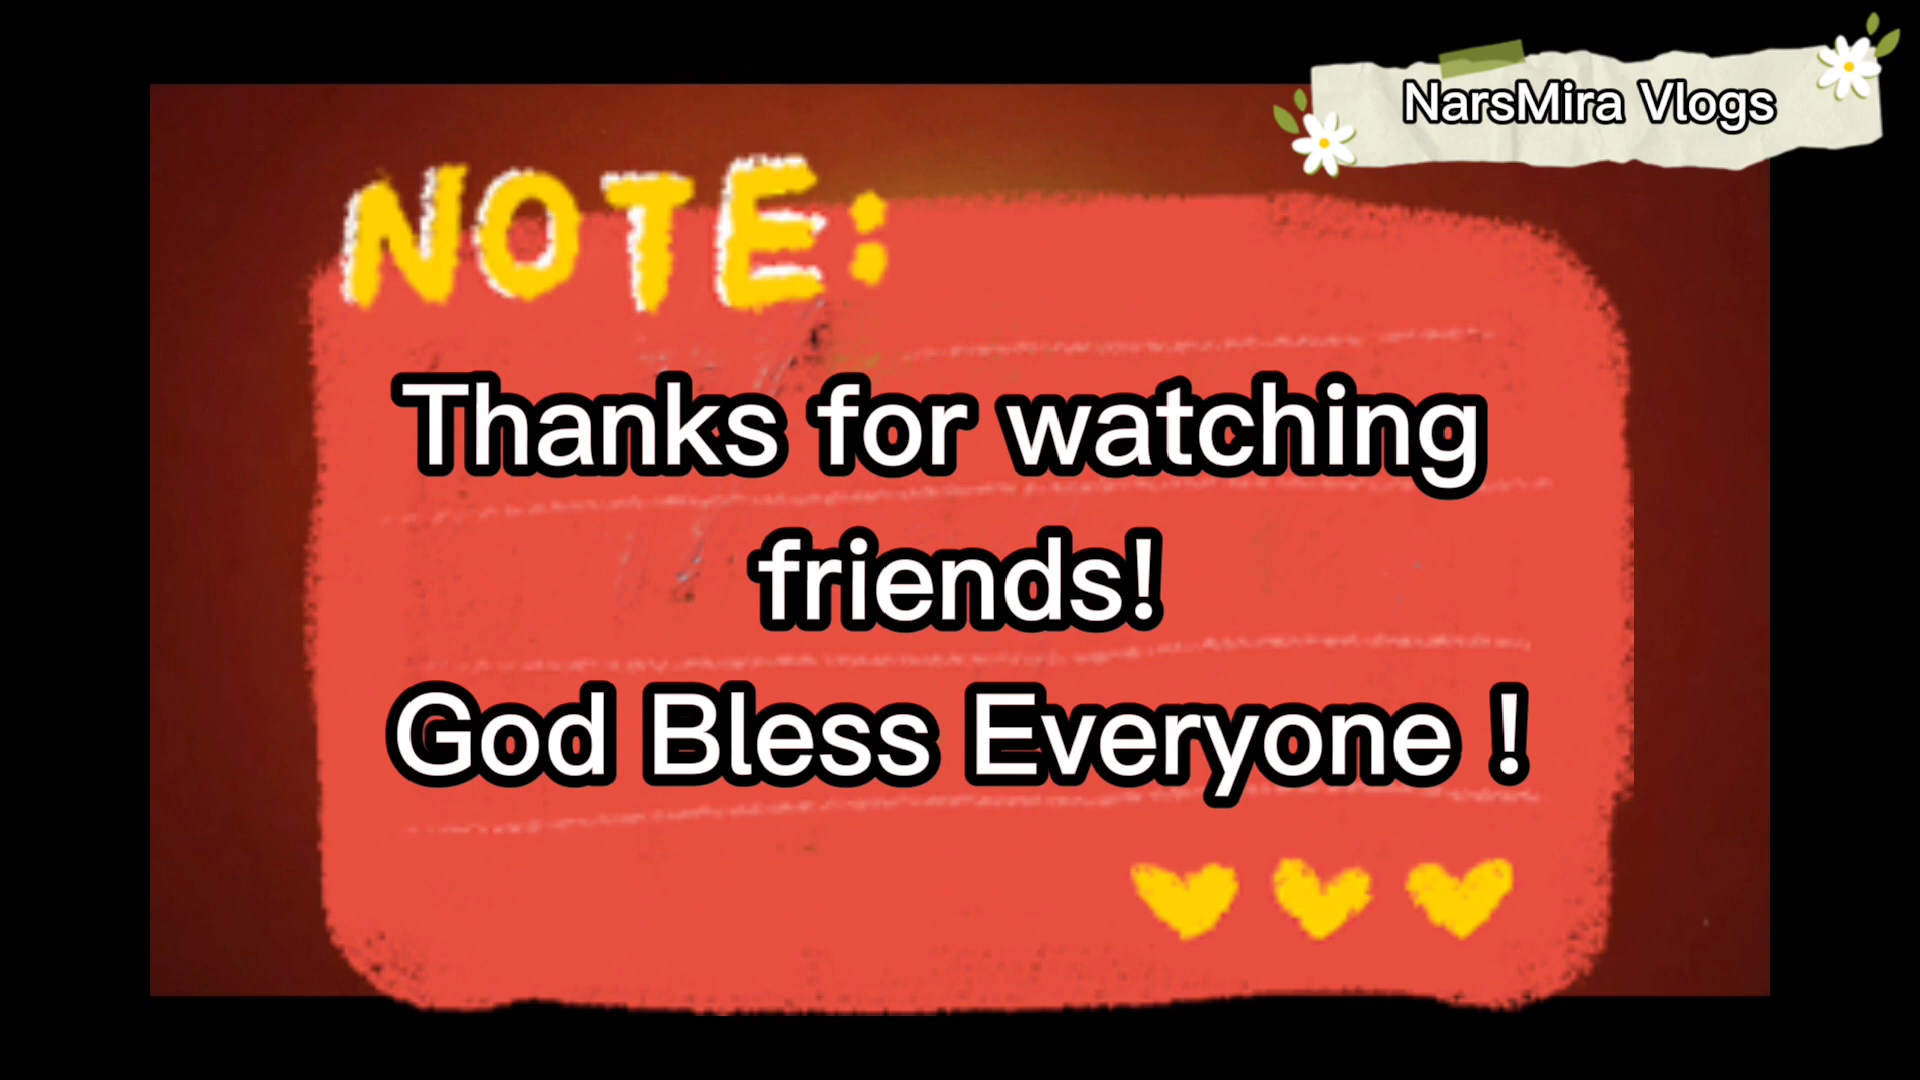 NarsMira Vlogs
NOTE:
Thanks for watching
friends!
God Bless Everyone !